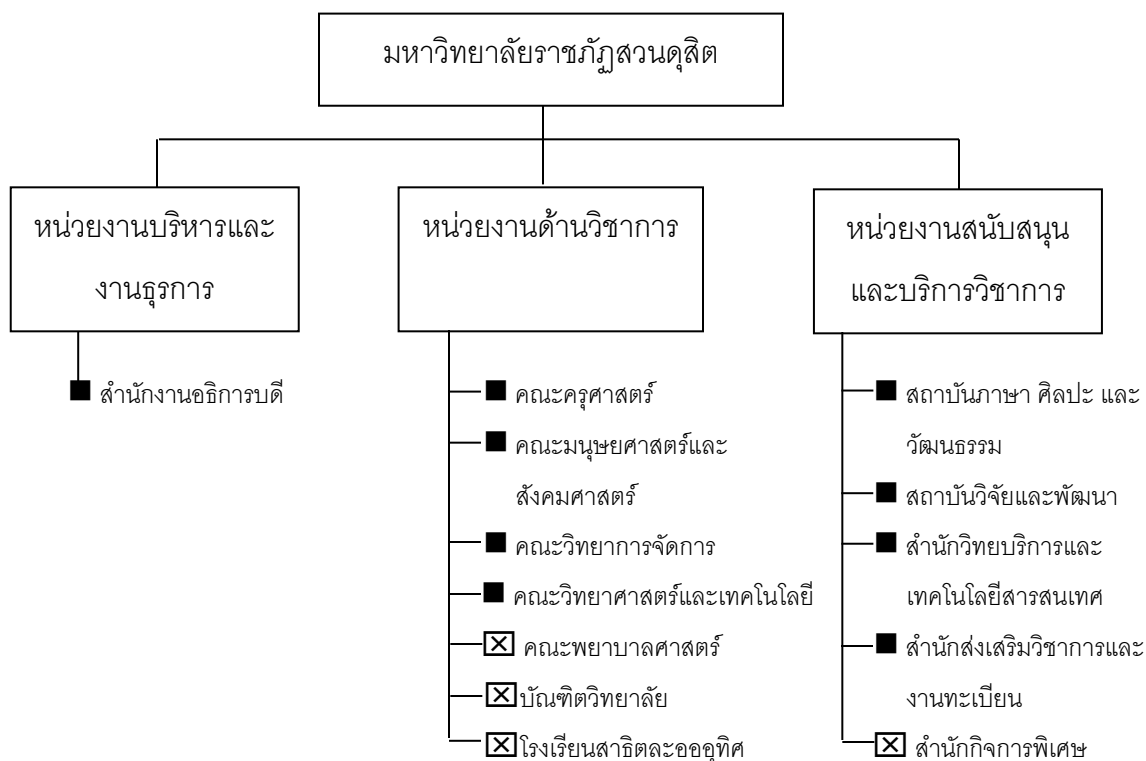 มหาวิทยาลัยราชภัฏสวนดุสิต
หน่วยงานบริหารและ
งานธุรการ
สำนักงานอธิการบดี
หน่วยงานด้านวิชาการ
คณะครุศาสตร์
คณะมนุษยศาสตร์และ
สังคมศาสตร์
คณะวิทยาการจัดการ
คณะวิทยาศาสตร์และเทคโนโลยี
คณะพยาบาลศาสตร์
บัณฑิตวิทยาลัย
โรงเรียนสาธิตละอออุทิศ
หน่วยงานสนับสนุน
และบริการวิชาการ
สถาบันภาษา ศิลปะ และ
วัฒนธรรม
สถาบันวิจัยและพัฒนา
สำนักวิทยบริการและ
เทคโนโลยีสารสนเทศ
สำนักส่งเสริมวิชาการและ
งานทะเบียน
สำนักกิจการพิเศษ